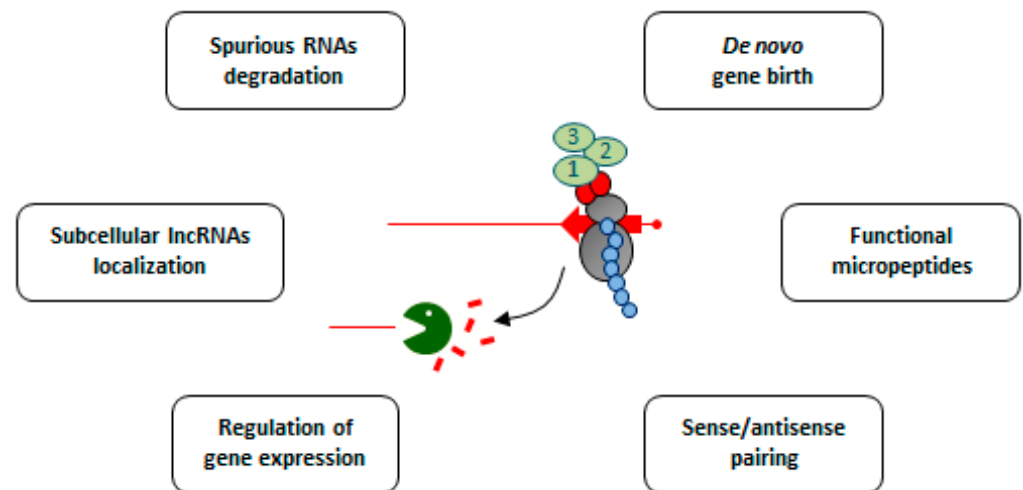 Spurious RNAs
degradation
De novo
gene birth
3
2
1
Subcellular lncRNAs
localization
Functional
micropeptides
Regulation of
gene expression
Sense/antisense
pairing